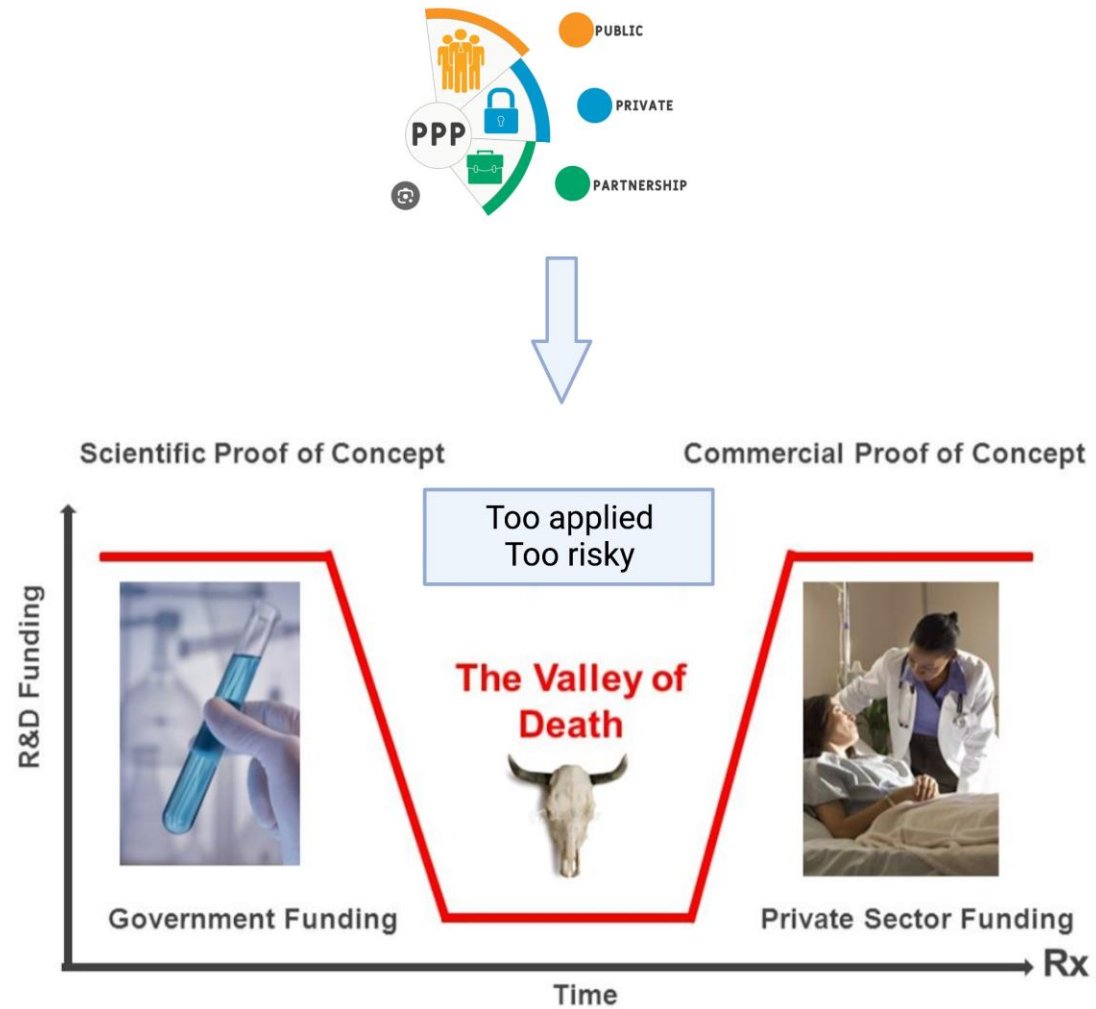 PUBLIC
PPP
PRIVATE
PARTNERSHIP
Scientific Proof of Concept
Commercial Proof of Concept
Too applied
Too risky
R&D Funding
The Valley of
Death
Government Funding
Private Sector Funding
Rx
Time